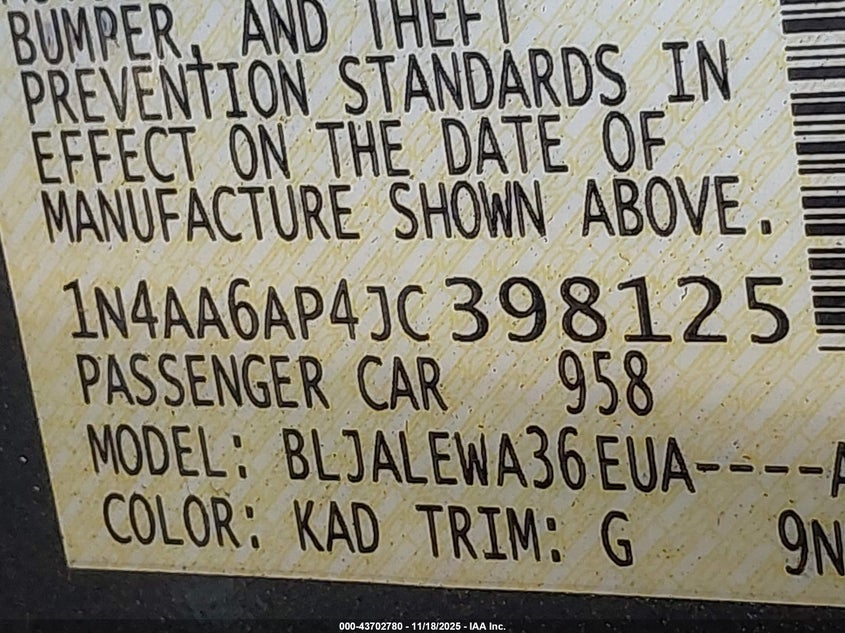 BUMPER, AND THEFT
PREVENTION STANDARDS IN
EFFECT ON THE DATE OF
MANUFACTURE SHOWN ABOVE.
1N4AA6AP4JC398125
PASSENGER CAR 958
MODEL: BLJALEWA36EUA----A
COLOR: KAD TRIM: G 9N
000-43702780 - 11/18/2025 - IAA Inc.